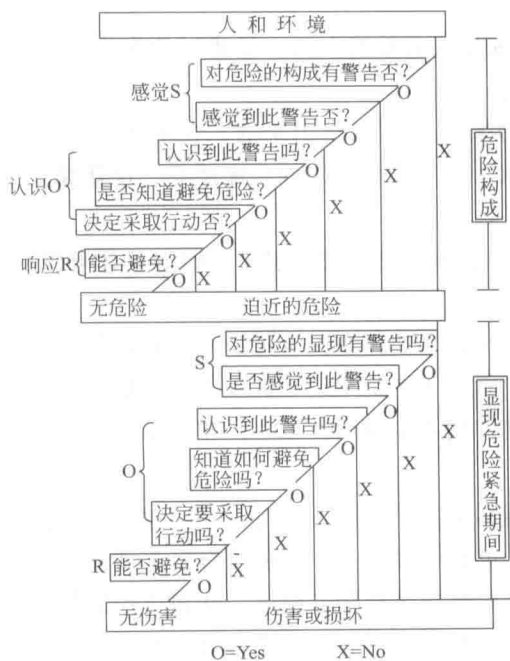 人和环境
对危险的构成有警告否?
感觉S
O
感觉到此警告否?
O
认识到此警告吗?
O
X
危险构成
认识O
是否知道避免危险?
X
O
决定采取行动否?
X
O
X
响应R
能否避免?
X
O
X
无危险
迫近的危险
对危险的显现有警告吗?
S
O
是否感觉到此警告?
O
认识到此警告吗?
O
X
显现危险紧急期间
O
知道如何避免
危险吗?
X
O
X
决定要采取
行动吗?
X
O
X
R
能否避免?
X
O
无伤害
伤害或损坏
O=Yes
X=No